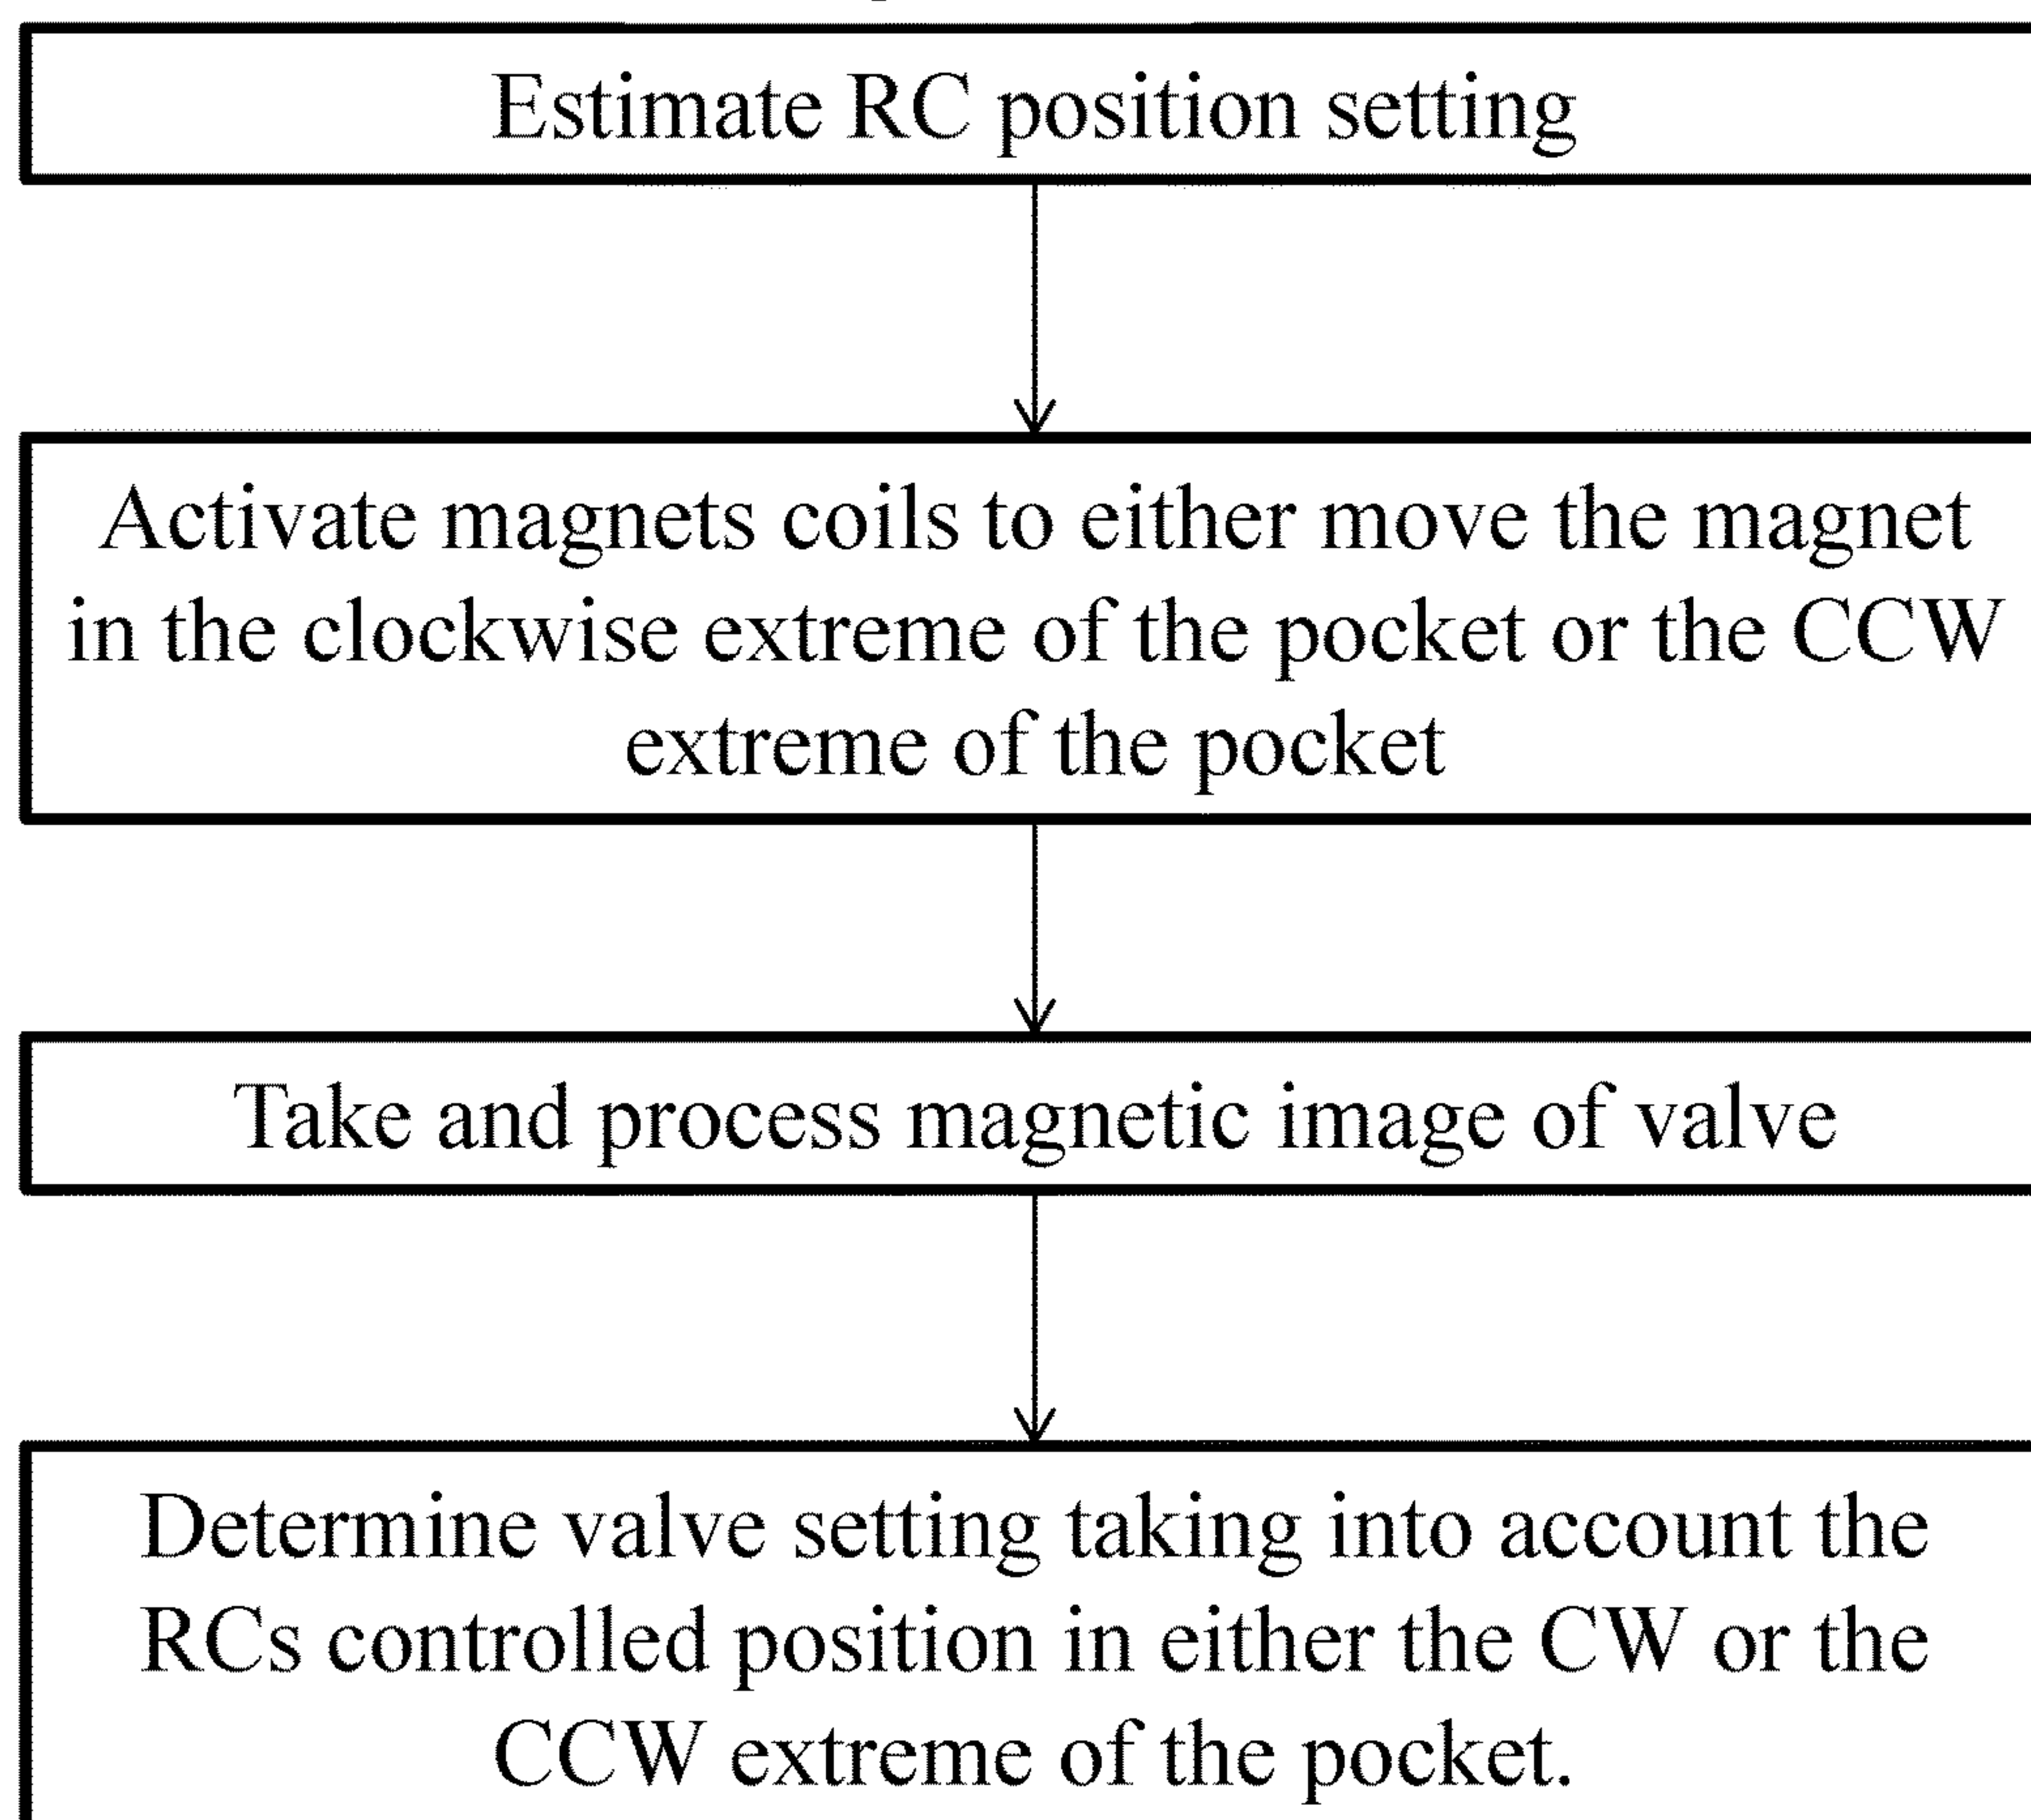 Estimate RC position setting
Activate magnets coils to either move the magnet
in the clockwise extreme of the pocket or the CCW
extreme of the pocket
Take and process magnetic image of valve
Determine valve setting taking into account the
RCs controlled position in either the CW or the
CCW extreme of the pocket.